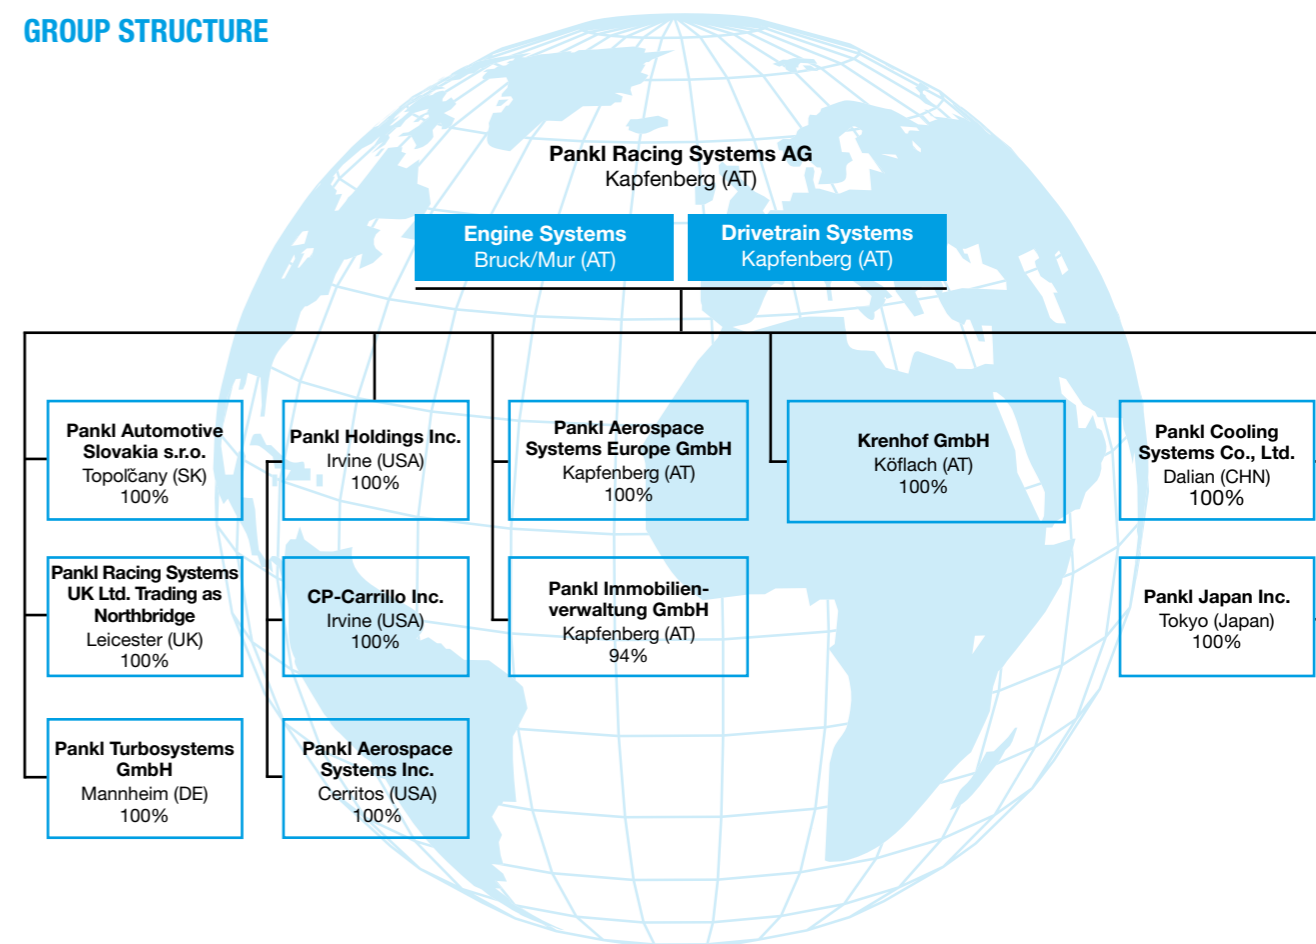 GROUP STRUCTURE
Pankl Racing Systems AG
Kapfenberg (AT)
Engine Systems
Bruck/Mur (AT)
Drivetrain Systems
Kapfenberg (AT)
Pankl Automotive
Slovakia s.r.o.
Topoľčany (SK)
100%
Pankl Holdings Inc.
Irvine (USA)
100%
Pankl Aerospace
Systems Europe GmbH
Kapfenberg (AT)
100%
Krenhof GmbH
Köflach (AT)
100%
Pankl Cooling
Systems Co., Ltd.
Dalian (CHN)
100%
Pankl Racing Systems
UK Ltd. Trading as
Northbridge
Leicester (UK)
100%
CP-Carrillo Inc.
Irvine (USA)
100%
Pankl Immobilien-
verwaltung GmbH
Kapfenberg (AT)
94%
Pankl Japan Inc.
Tokyo (Japan)
100%
Pankl Turbosystems
GmbH
Mannheim (DE)
100%
Pankl Aerospace
Systems Inc.
Cerritos (USA)
100%